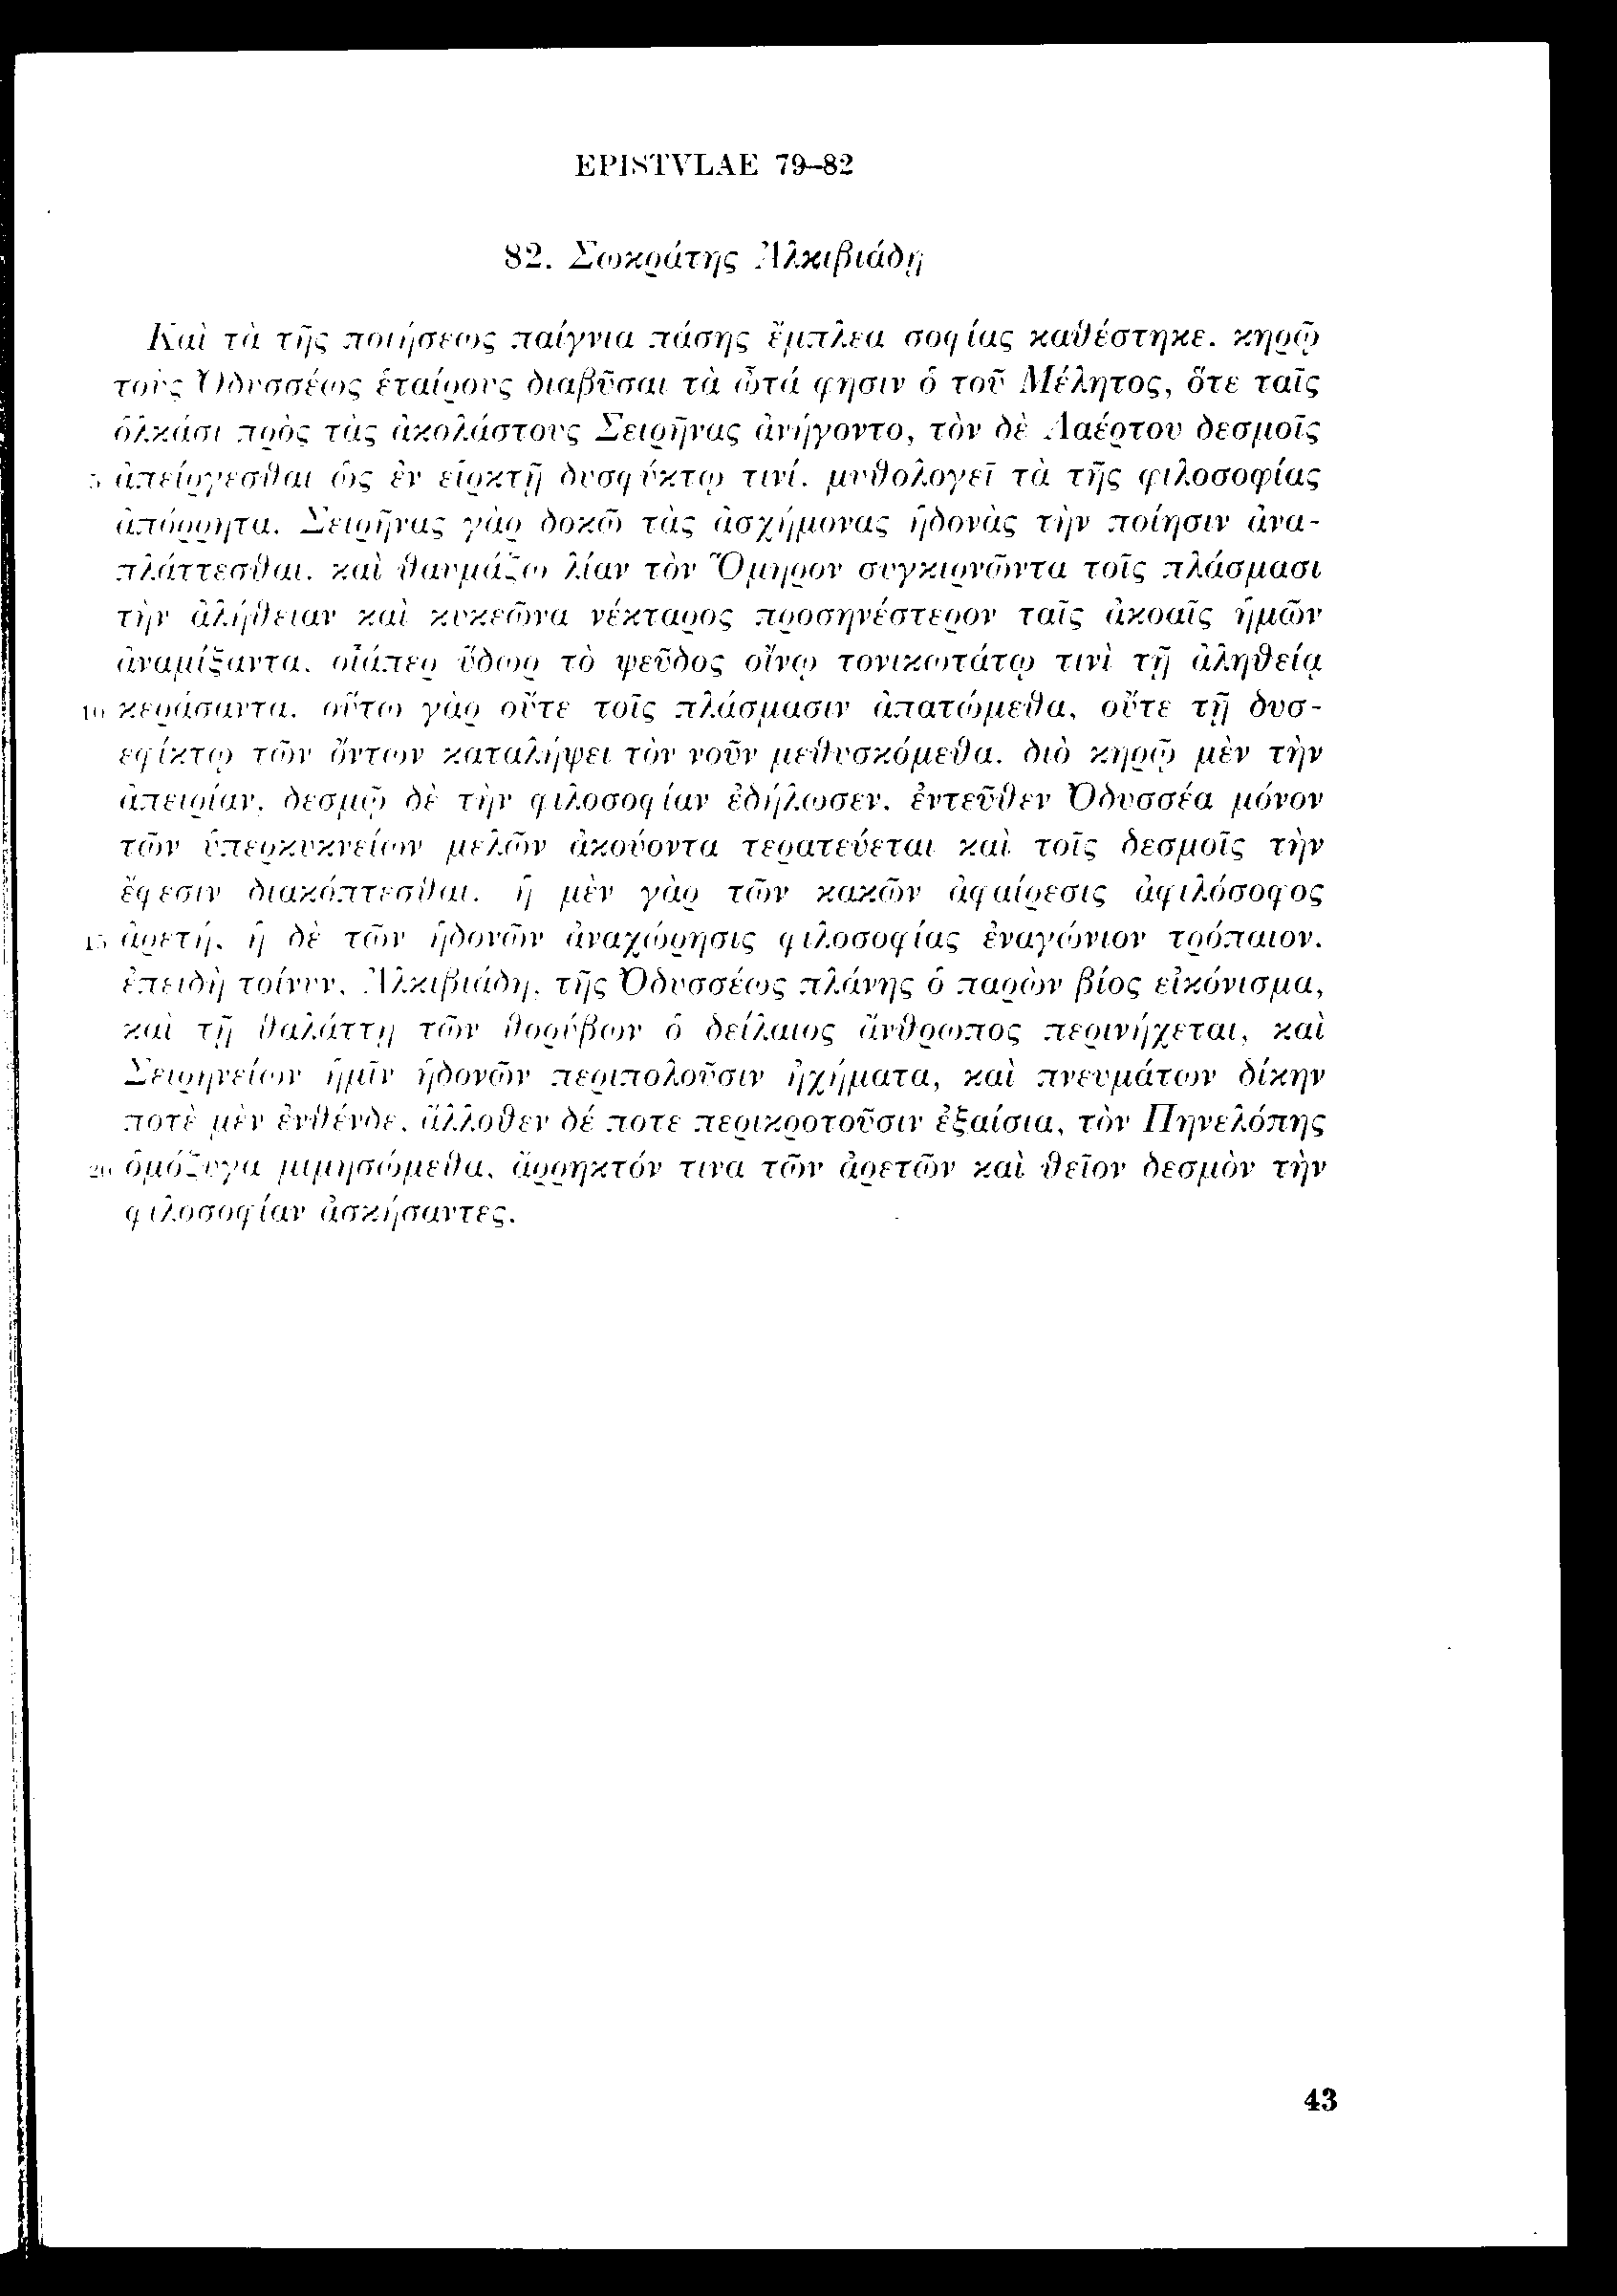 EPISTVLAE 79–82
82. Σωκράτης Ἀλκιβιάδῃ
Καὶ τὰ τῆς ποιήσεως παίγνια πάσης ἔμπλεα σοφίας καθέστηκε. κηρῷ
τοὺς Ὀδυσσέως ἑταίρους διαβῦσαι τὰ ὦτά φησιν ὁ τοῦ Μέλητος, ὅτε ταῖς
ὁλκάσι πρὸς τὰς ἀκολάστους Σειρῆνας ἀνήγοντο, τὸν δὲ Λαέρτου δεσμοῖς
5 ἀπείργεσθαι ὡς ἐν εἱρκτῇ δυσφύκτῳ τινί. μυθολογεῖ τὰ τῆς φιλοσοφίας
ἀπόρρητα. Σειρῆνας γὰρ δοκῶ τὰς ἀσχήμονας ἡδονὰς τὴν ποίησιν ἀνα-
πλάττεσθαι. καὶ θαυμάζω λίαν τὸν Ὅμηρον συγκιρνῶντα τοῖς πλάσμασι
τὴν ἀλήθειαν καὶ κυκεῶνα νέκταρος προσηνέστερον ταῖς ἀκοαῖς ἡμῶν
ἀναμίξαντα, οἷάπερ ὕδωρ τὸ ψεῦδος οἴνῳ τονικωτάτῳ τινὶ τῇ ἀληθείᾳ
10 κεράσαντα. οὕτω γὰρ οὔτε τοῖς πλάσμασιν ἀπατώμεθα, οὔτε τῇ δυσ-
εφίκτῳ τῶν ὄντων καταλήψει τὸν νοῦν μεθυσκόμεθα. διὸ κηρῷ μὲν τὴν
ἀπειρίαν, δεσμῷ δὲ τὴν φιλοσοφίαν ἐδήλωσεν. ἐντεῦθεν Ὀδυσσέα μόνον
τῶν ὑπερκυκνείων μελῶν ἀκούοντα τερατεύεται καὶ τοῖς δεσμοῖς τὴν
ἔφεσιν διακόπτεσθαι. ἡ μὲν γὰρ τῶν κακῶν ἀφαίρεσις ἀφιλόσοφος
15 ἀρετή, ἡ δὲ τῶν ἡδονῶν ἀναχώρησις φιλοσοφίας ἐναγώνιον τρόπαιον.
ἐπειδὴ τοίνυν, Ἀλκιβιάδη, τῆς Ὀδυσσέως πλάνης ὁ παρὼν βίος εἰκόνισμα,
καὶ τῇ θαλάττῃ τῶν θορύβων ὁ δείλαιος ἄνθρωπος περινήχεται, καὶ
Σειρηνείων ἡμῖν ἡδονῶν περιπολοῦσιν ἠχήματα, καὶ πνευμάτων δίκην
ποτὲ μὲν ἐνθένδε, ἄλλοθεν δέ ποτε περικροτοῦσιν ἐξαίσια, τὸν Πηνελόπης
20 ὁμόζυγα μιμησώμεθα, ἄρρηκτόν τινα τῶν ἀρετῶν καὶ θεῖον δεσμὸν τὴν
φιλοσοφίαν ἀσκήσαντες.
43